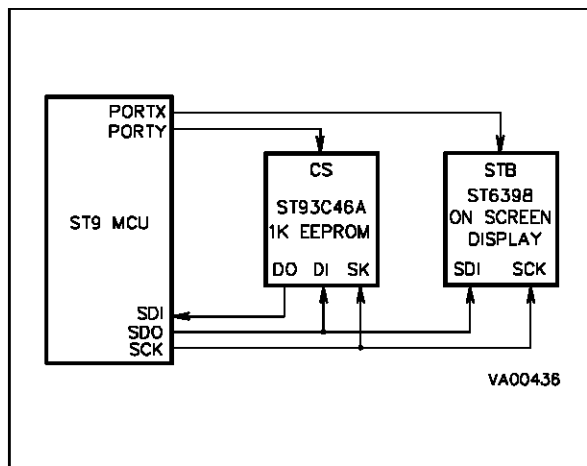 PORTX
PORTY
ST9 MCU
SDI
SDO
SCK
CS
ST93C46A
1K EEPROM
DO DI SK
STB
ST6398
ON SCREEN
DISPLAY
SDI SCK
VA00436